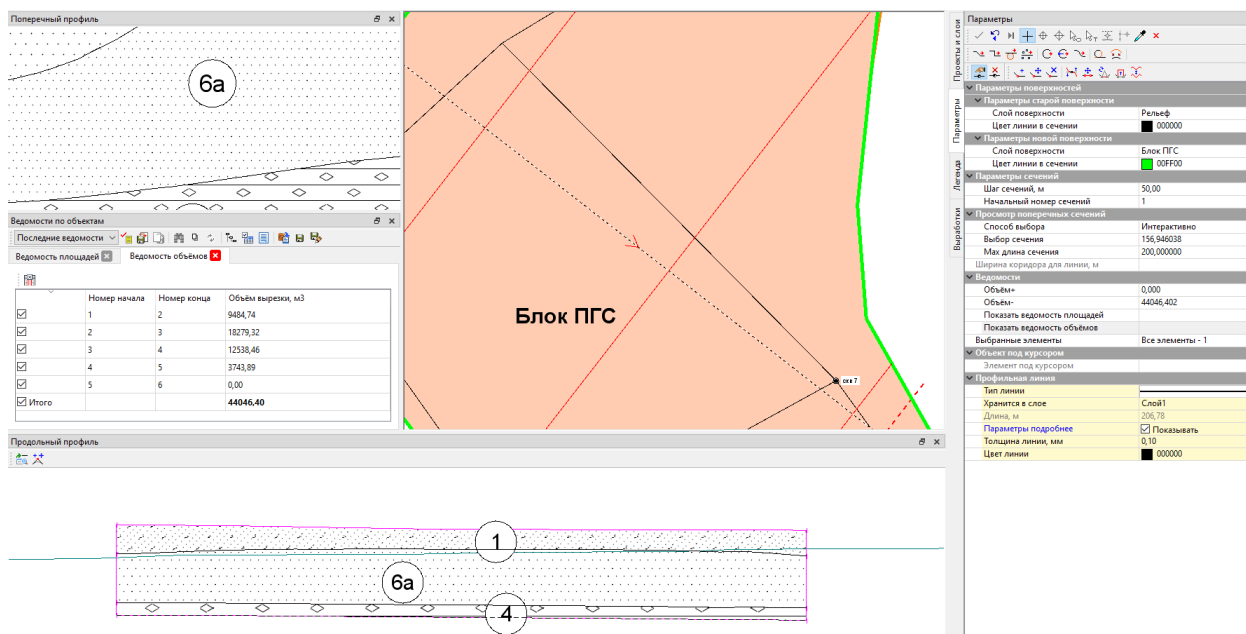 Поперечный профиль
6а
Ведомости по объектам
Последние ведомости
Ведомость площадей
Ведомость объёмов
Номер начала Номер конца Объём вырезки, м3
1 2 9484,74
2 3 18279,32
3 4 12538,46
4 5 3743,89
5 6 0,00
Итого 44046,40
Блок ПГС
скв 7
Продольный профиль
1
6а
4
Проекты и слои
Параметры
Легенда
Выработки
Параметры
Параметры поверхностей
Параметры старой поверхности
Слой поверхности Рельеф
Цвет линии в сечении 000000
Параметры новой поверхности
Слой поверхности Блок ПГС
Цвет линии в сечении 00FF00
Параметры сечений
Шаг сечений, м 50,00
Начальный номер сечений 1
Просмотр поперечных сечений
Способ выбора Интерактивно
Выбор сечения 156,946038
Max длина сечения 200,000000
Ширина коридора для линии, м
Ведомости
Объём+ 0,000
Объём- 44046,402
Показать ведомость площадей
Показать ведомость объёмов
Выбранные элементы Все элементы - 1
Объект под курсором
Элемент под курсором
Профильная линия
Тип линии
Хранится в слое Слой1
Длина, м 206,78
Параметры подробнее Показывать
Толщина линии, мм 0,10
Цвет линии 000000